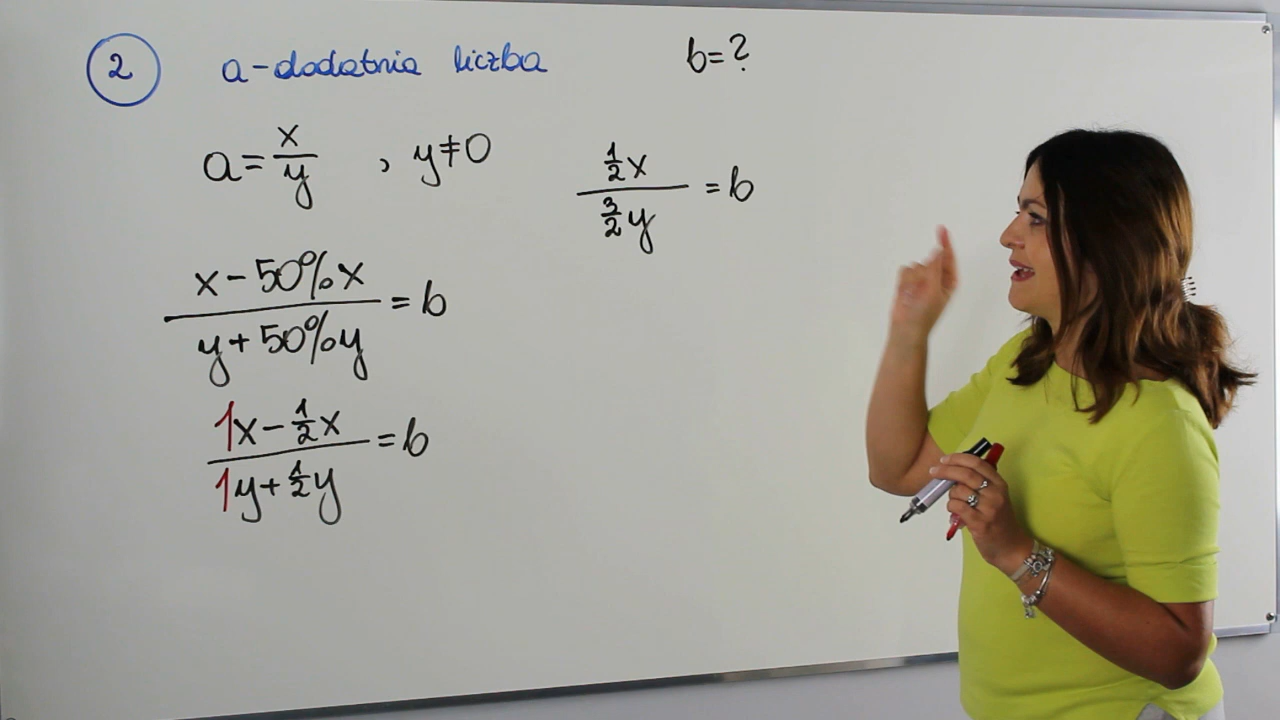 2 a-dodatnia liczba b=?
a=x/y , y≠0
(x-50%x)/(y+50%y) = b
(1x-1/2x)/(1y+1/2y) = b
(1/2x)/(3/2y) = b